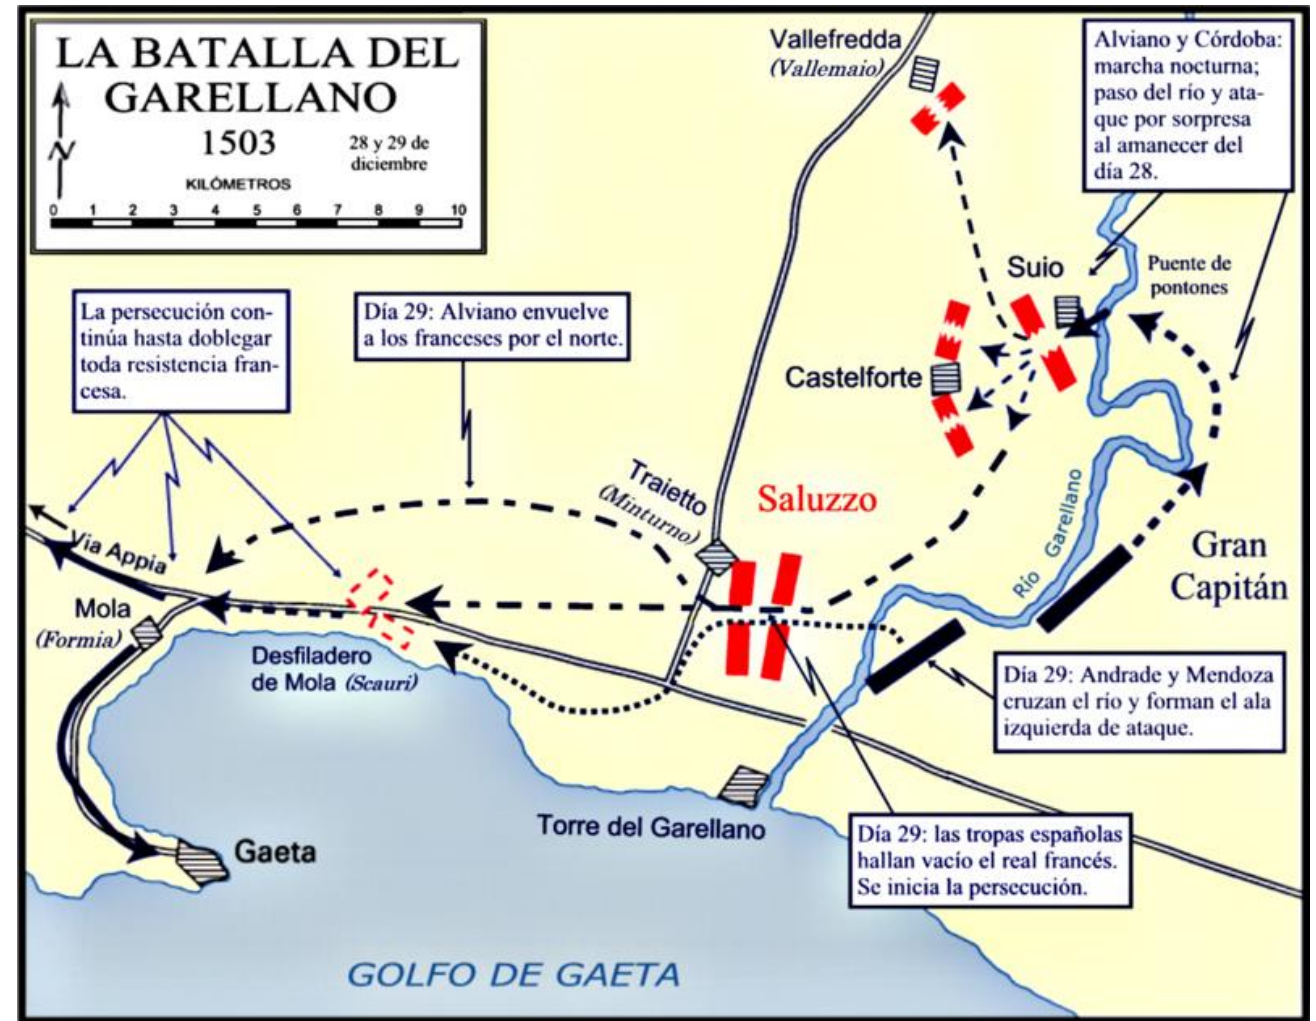 LA BATALLA DEL
GARELLANO
1503
28 y 29 de
diciembre
N
KILÓMETROS
0 1 2 3 4 5 6 7 8 9 10
Vallefredda
(Vallemaio)
Alviano y Córdoba:
marcha nocturna;
paso del río y ata-
que por sorpresa
al amanecer del
día 28.
Suio
Puente de
pontones
La persecución con-
tinúa hasta doblegar
toda resistencia fran-
cesa.
Día 29: Alviano envuelve
a los franceses por el norte.
Castelforte
Traietto
(Minturno)
Saluzzo
Río Garellano
Gran
Capitán
Via Appia
Mola
(Formia)
Desfiladero
de Mola (Scauri)
Día 29: Andrade y Mendoza
cruzan el río y forman el ala
izquierda de ataque.
Torre del Garellano
Día 29: las tropas españolas
hallan vacío el real francés.
Se inicia la persecución.
Gaeta
GOLFO DE GAETA